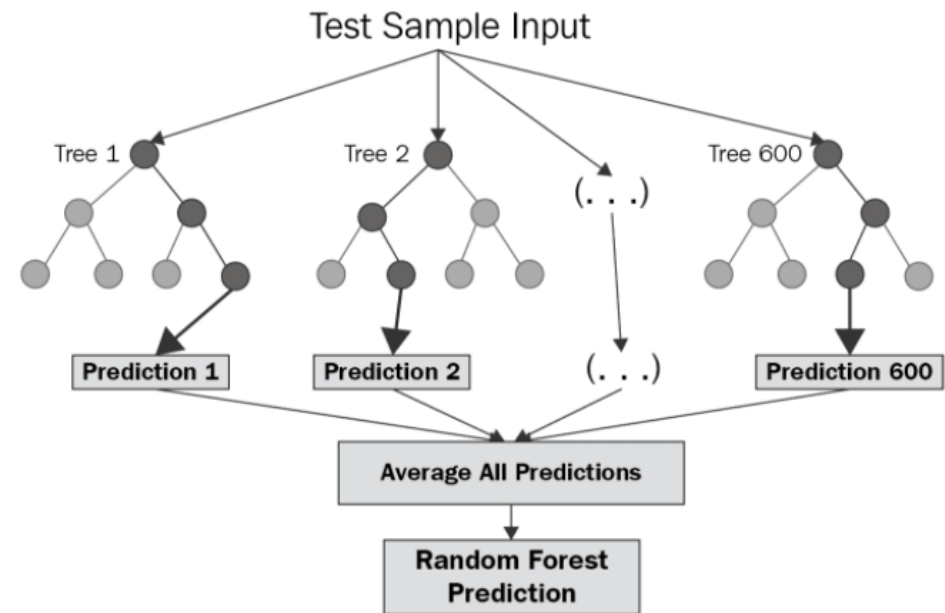 Test Sample Input
Tree 1
Tree 2
Tree 600
(. . .)
(. . .)
Prediction 1
Prediction 2
Prediction 600
Average All Predictions
Random Forest
Prediction